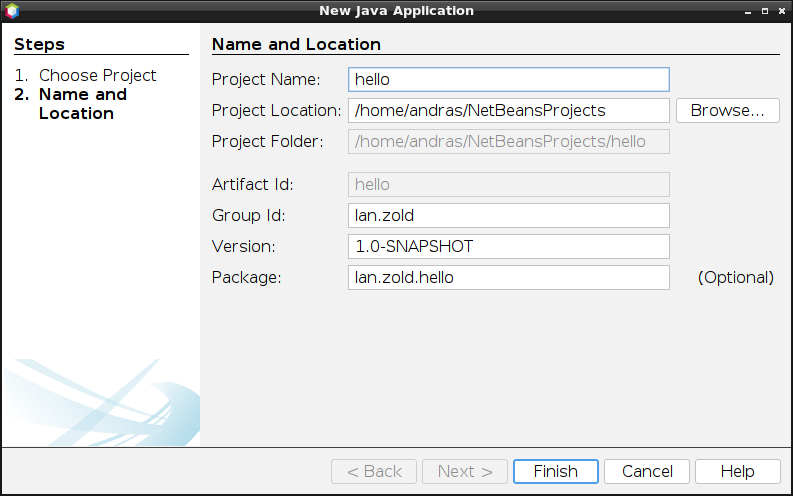 New Java Application
Steps
1. Choose Project
2. Name and
Location
Name and Location
Project Name: hello
Project Location: /home/andras/NetBeansProjects Browse...
Project Folder: /home/andras/NetBeansProjects/hello
Artifact Id: hello
Group Id: lan.zold
Version: 1.0-SNAPSHOT
Package: lan.zold.hello (Optional)
< Back Next > Finish Cancel Help